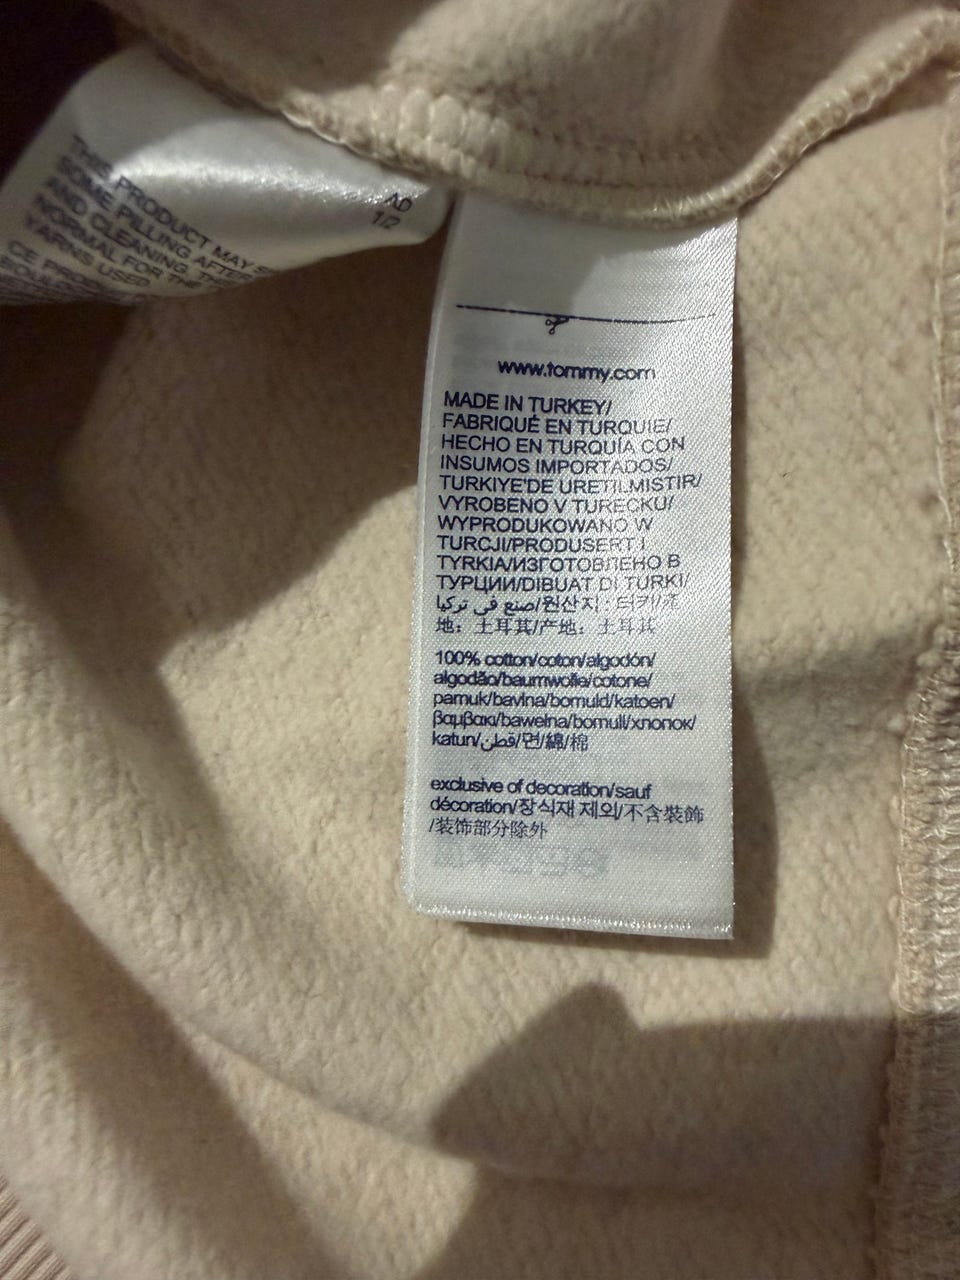 AD
1/2
THIS PRODUCT MAY
SOME PILLING AFTER
AND CLEANING.
NORMAL FOR THE
YARNS USED
CE
www.tommy.com
MADE IN TURKEY/
FABRIQUÉ EN TURQUIE/
HECHO EN TURQUÍA CON
INSUMOS IMPORTADOS/
TURKIYE'DE URETILMISTIR/
VYROBENO V TURECKU/
WYPRODUKOWANO W
TURCJI/PRODUSERT I
TYRKIA/ИЗГОТОВЛЕНО В
ТУРЦИИ/DIBUAT DI TURKI/
صنع في تركيا/원산지 : 터키/產
地：土耳其/产地：土耳其
100% cotton/coton/algodón/
algodão/baumwolle/cotone/
pamuk/bavlna/bomuld/katoen/
βαμβακι/bawełna/bomull/хлопок/
katun/قطن/면/綿/棉
exclusive of decoration/sauf
décoration/장식재 제외/不含裝飾
/装饰部分除外